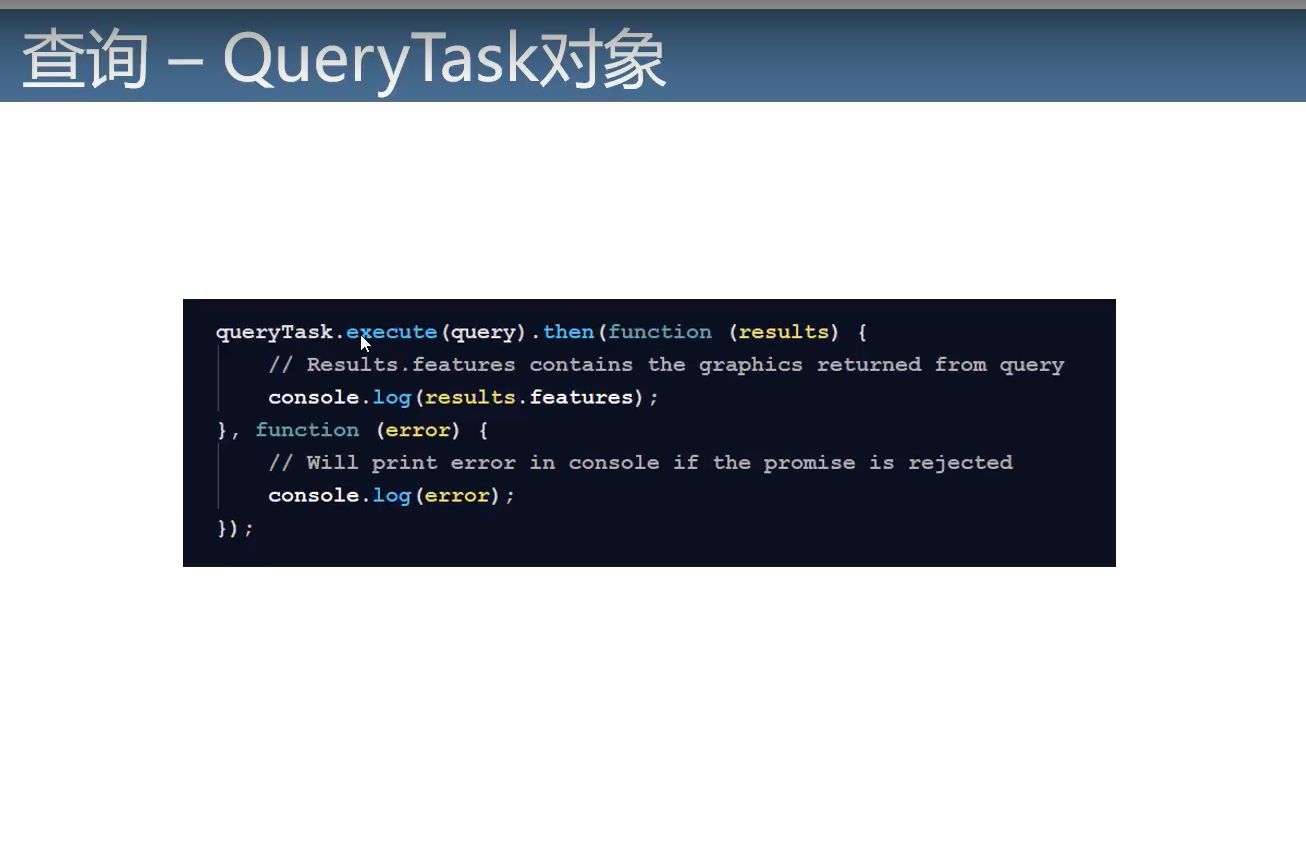 查询 – QueryTask对象
queryTask.execute(query).then(function (results) {
// Results.features contains the graphics returned from query
console.log(results.features);
}, function (error) {
// Will print error in console if the promise is rejected
console.log(error);
});